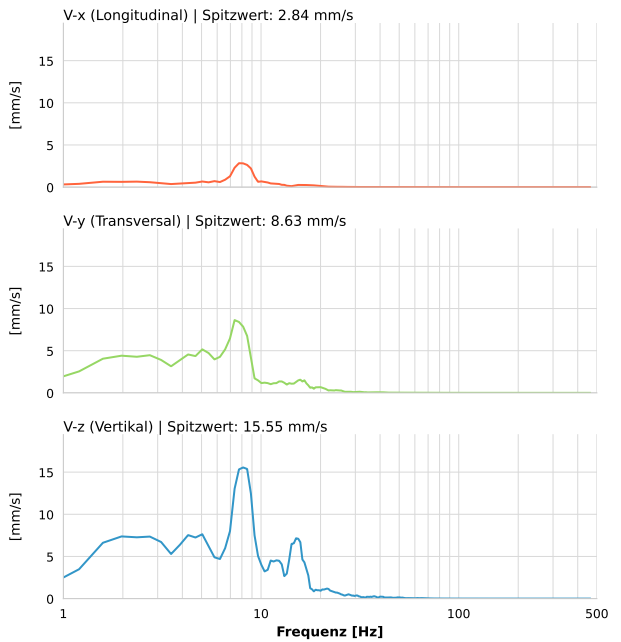 V-x (Longitudinal) | Spitzwert: 2.84 mm/s
15
10
5
0
[mm/s]
V-y (Transversal) | Spitzwert: 8.63 mm/s
15
10
5
0
[mm/s]
V-z (Vertikal) | Spitzwert: 15.55 mm/s
15
10
5
0
[mm/s]
1 10 100 500
Frequenz [Hz]